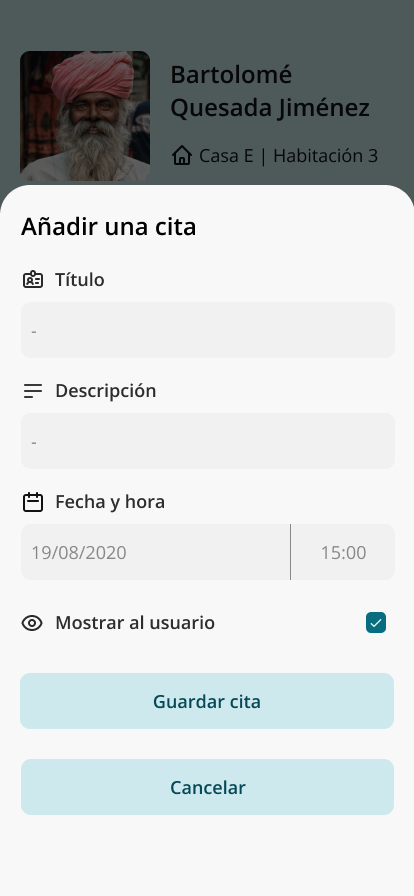 Bartolomé
Quesada Jiménez
Casa E | Habitación 3
Añadir una cita
Título
-
Descripción
-
Fecha y hora
19/08/2020 15:00
Mostrar al usuario
Guardar cita
Cancelar